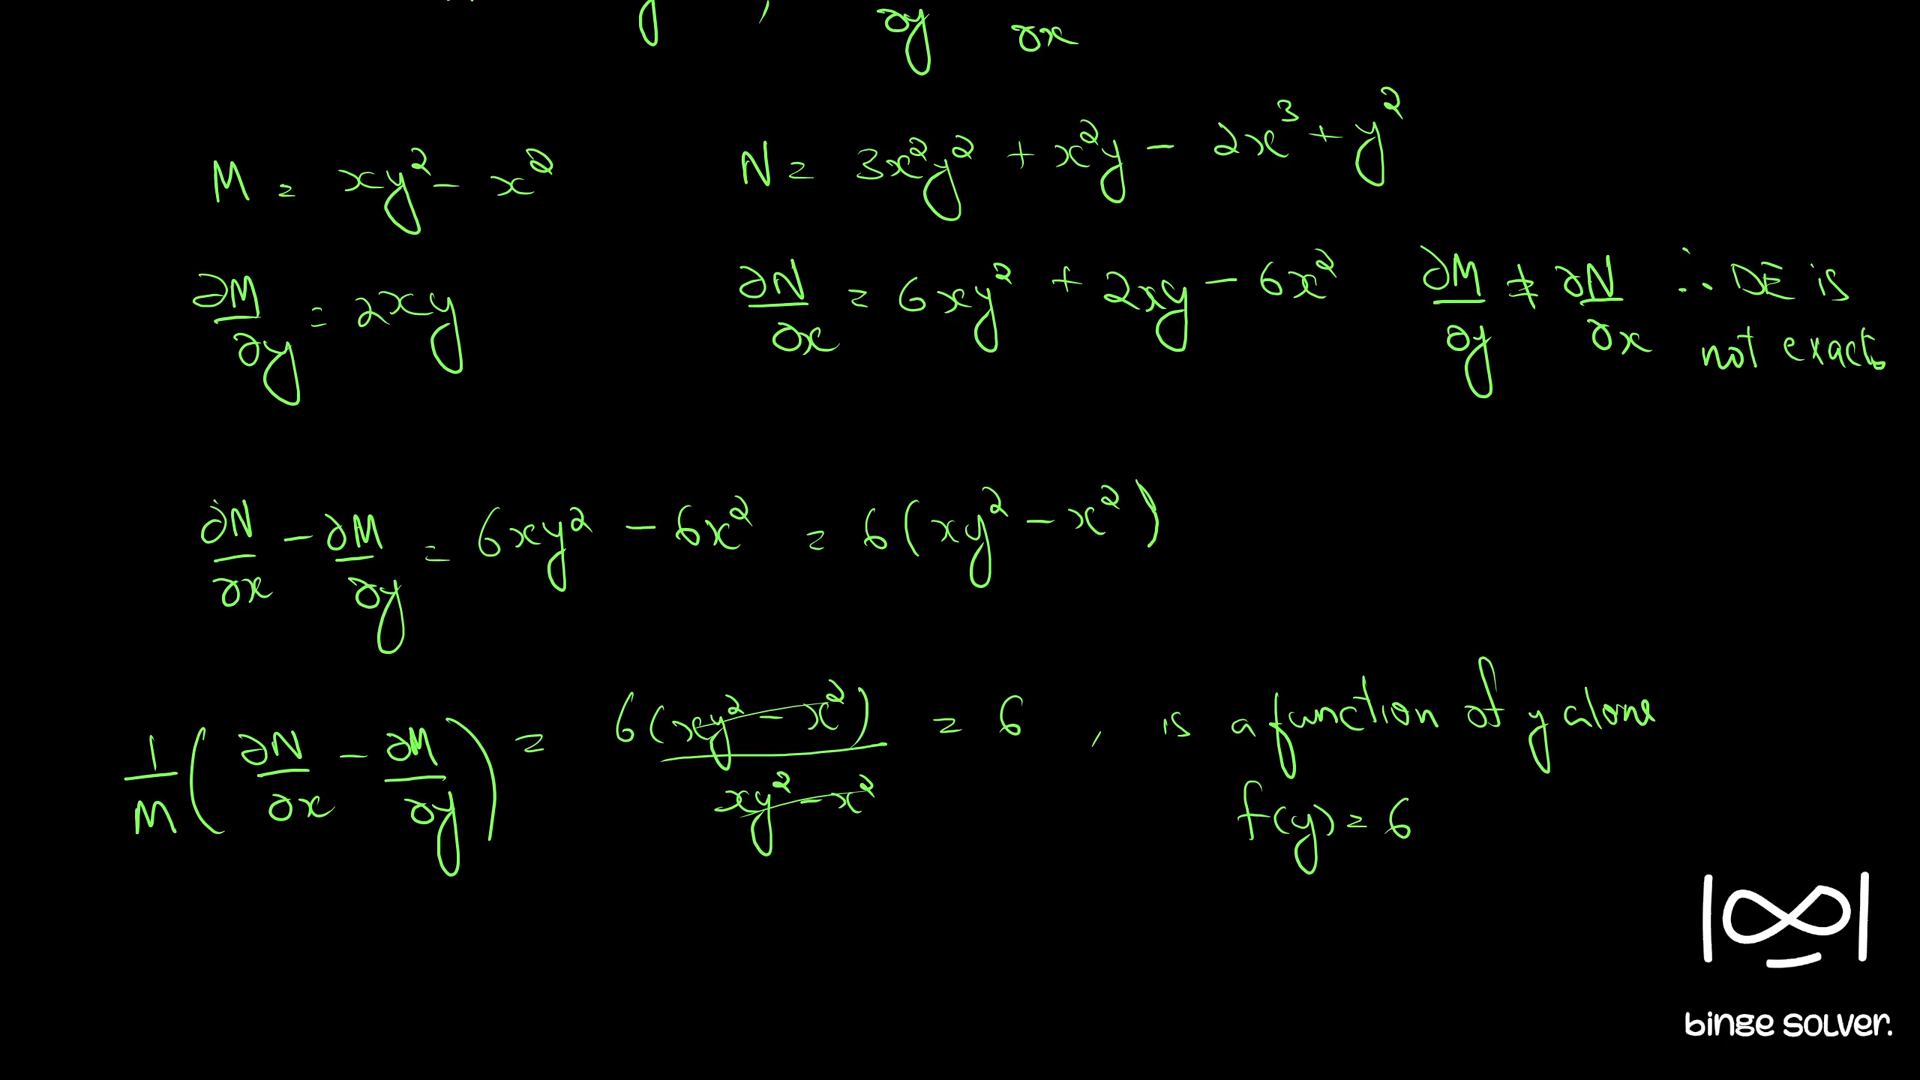 ∂y ∂x
M = xy² - x² N = 3x²y² + x²y - 2x³ + y²
∂M/∂y = 2xy ∂N/∂x = 6xy² + 2xy - 6x² ∂M/∂y ≠ ∂N/∂x ∴ DE is not exact.
∂N/∂x - ∂M/∂y = 6xy² - 6x² = 6(xy² - x²)
1/M (∂N/∂x - ∂M/∂y) = 6(xy² - x²)/(xy² - x²) = 6, is a function of y alone
f(y) = 6
binge solver.